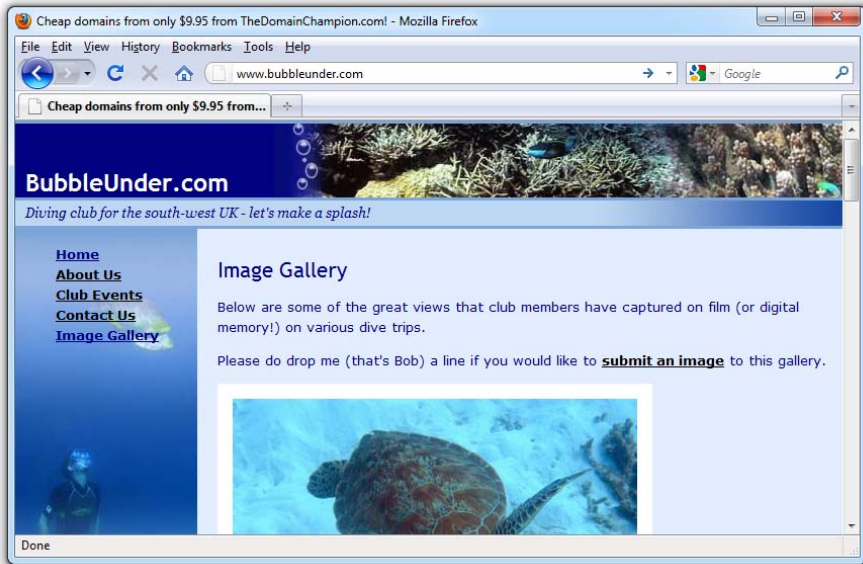 Cheap domains from only $9.95 from TheDomainChampion.com! - Mozilla Firefox
File Edit View History Bookmarks Tools Help
www.bubbleunder.com Google
Cheap domains from only $9.95 from...
BubbleUnder.com
Diving club for the south-west UK - let's make a splash!
Home
About Us
Club Events
Contact Us
Image Gallery
Image Gallery
Below are some of the great views that club members have captured on film (or digital
memory!) on various dive trips.
Please do drop me (that's Bob) a line if you would like to submit an image to this gallery.
Done